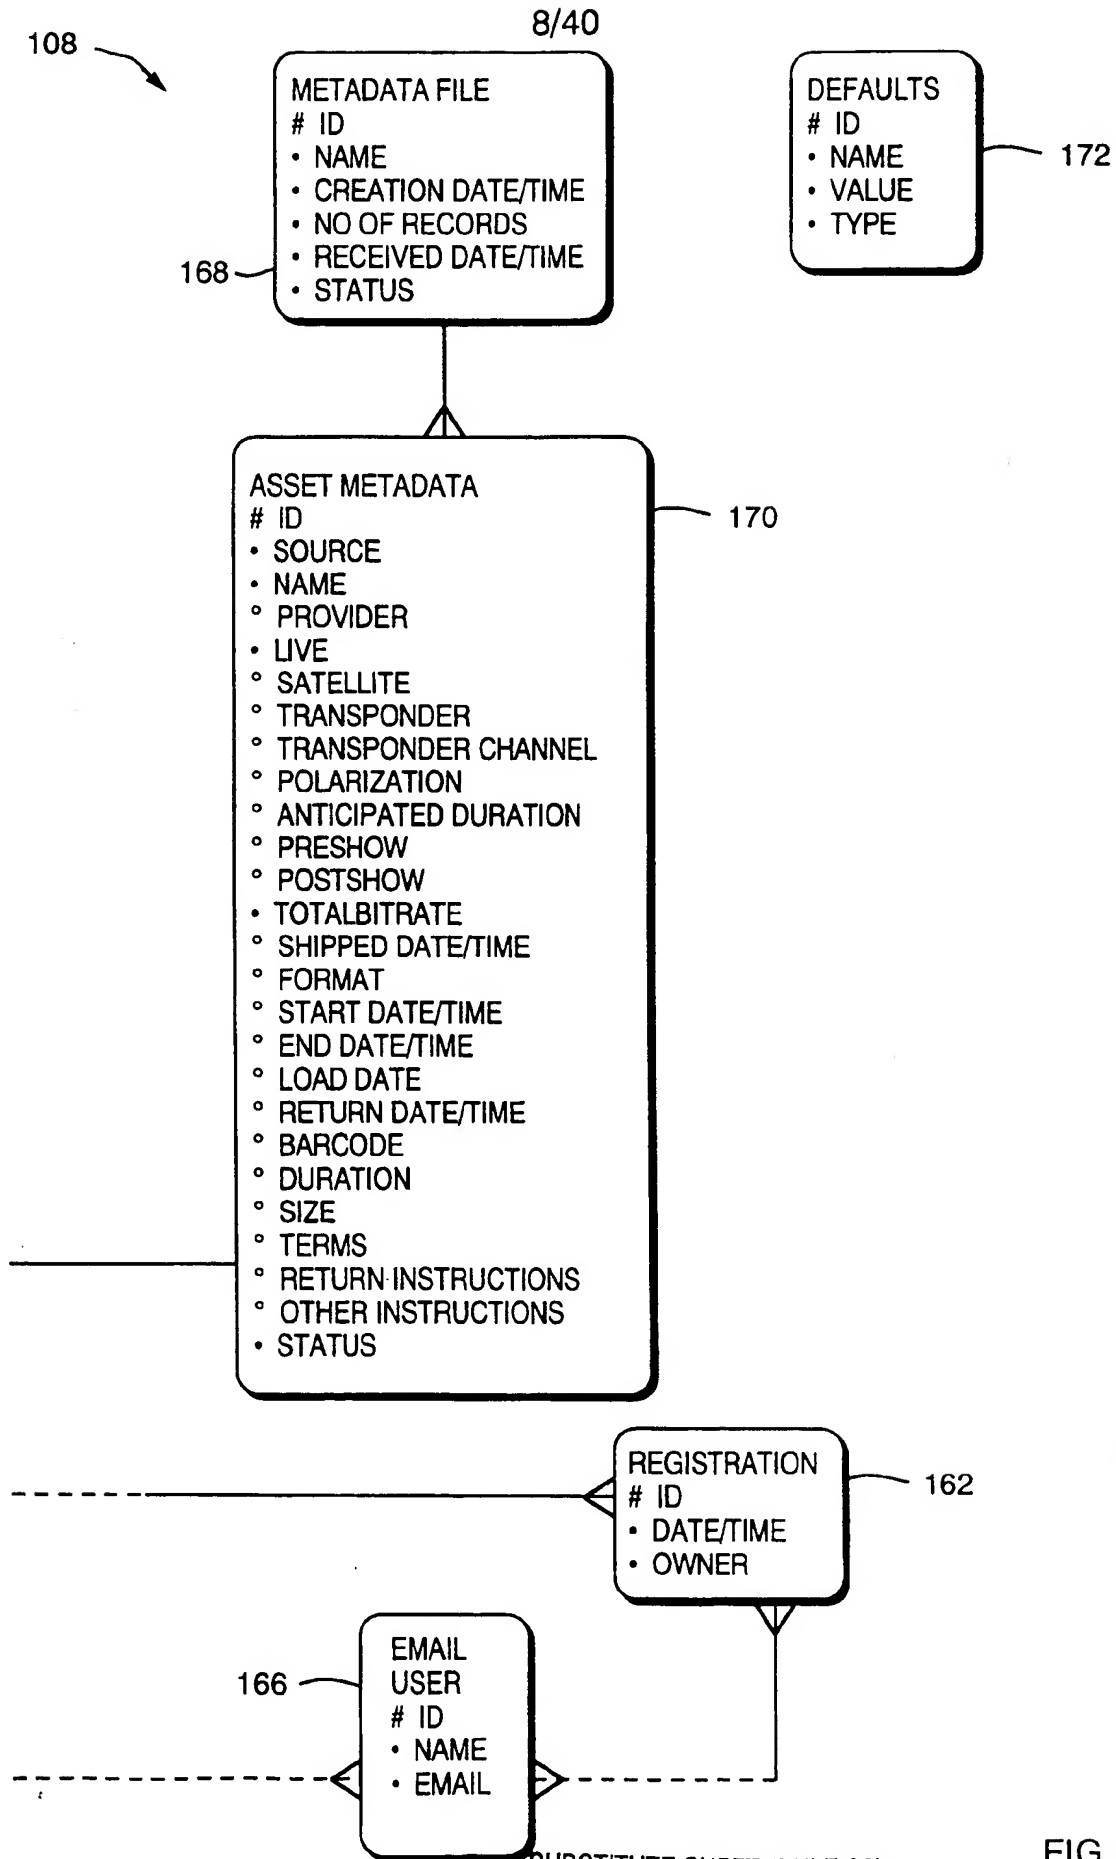 8/40
108
METADATA FILE
# ID
• NAME
• CREATION DATE/TIME
• NO OF RECORDS
• RECEIVED DATE/TIME
• STATUS
168
DEFAULTS
# ID
• NAME
• VALUE
• TYPE
172
ASSET METADATA
# ID
• SOURCE
• NAME
° PROVIDER
• LIVE
° SATELLITE
° TRANSPONDER
° TRANSPONDER CHANNEL
° POLARIZATION
° ANTICIPATED DURATION
° PRESHOW
° POSTSHOW
• TOTALBITRATE
° SHIPPED DATE/TIME
° FORMAT
° START DATE/TIME
° END DATE/TIME
° LOAD DATE
° RETURN DATE/TIME
° BARCODE
° DURATION
° SIZE
° TERMS
° RETURN INSTRUCTIONS
° OTHER INSTRUCTIONS
• STATUS
170
REGISTRATION
# ID
• DATE/TIME
• OWNER
162
EMAIL
USER
# ID
• NAME
• EMAIL
166
FIG